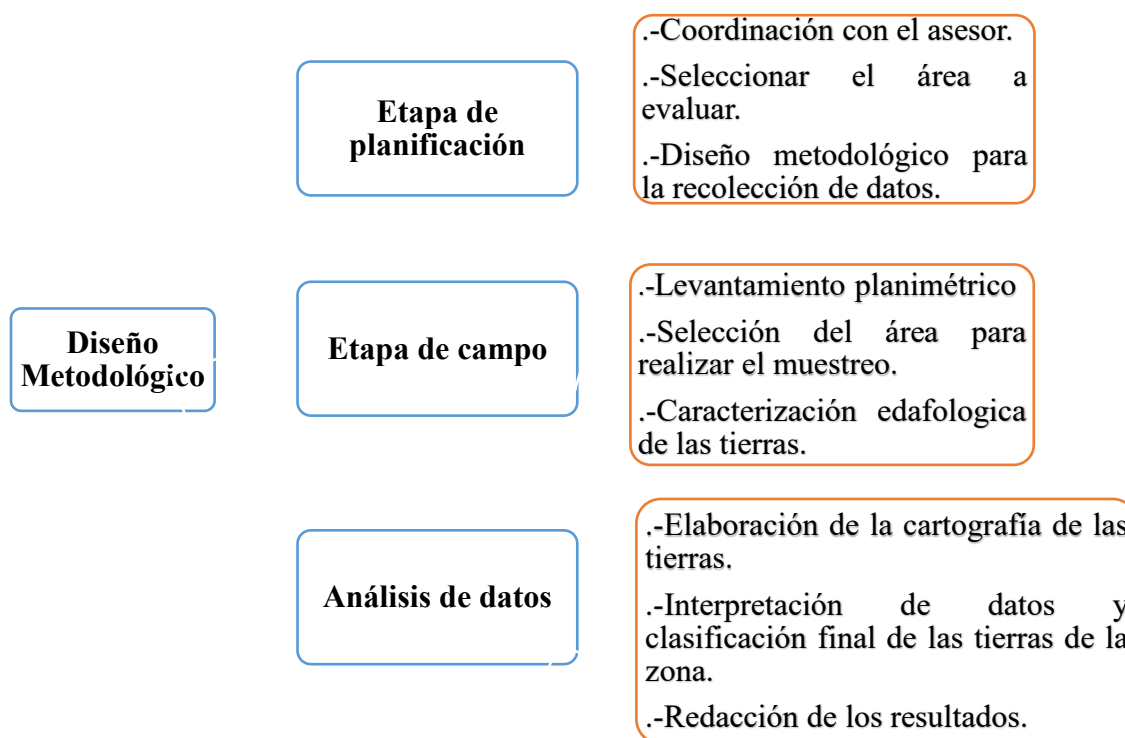 Diseño
Metodológico
Etapa de
planificación
.-Coordinación con el asesor.
.-Seleccionar el área a
evaluar.
.-Diseño metodológico para
la recolección de datos.
Etapa de campo
.-Levantamiento planimétrico
.-Selección del área para
realizar el muestreo.
.-Caracterización edafologica
de las tierras.
Análisis de datos
.-Elaboración de la cartografía de las
tierras.
.-Interpretación de datos y
clasificación final de las tierras de la
zona.
.-Redacción de los resultados.